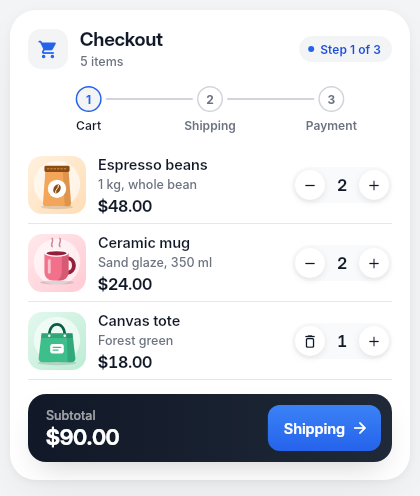 Checkout
5 items
Step 1 of 3
1
2
3
Cart
Shipping
Payment
Espresso beans
1 kg, whole bean
$48.00
− 2 +
Ceramic mug
Sand glaze, 350 ml
$24.00
− 2 +
Canvas tote
Forest green
$18.00
1 +
Subtotal
$90.00
Shipping →